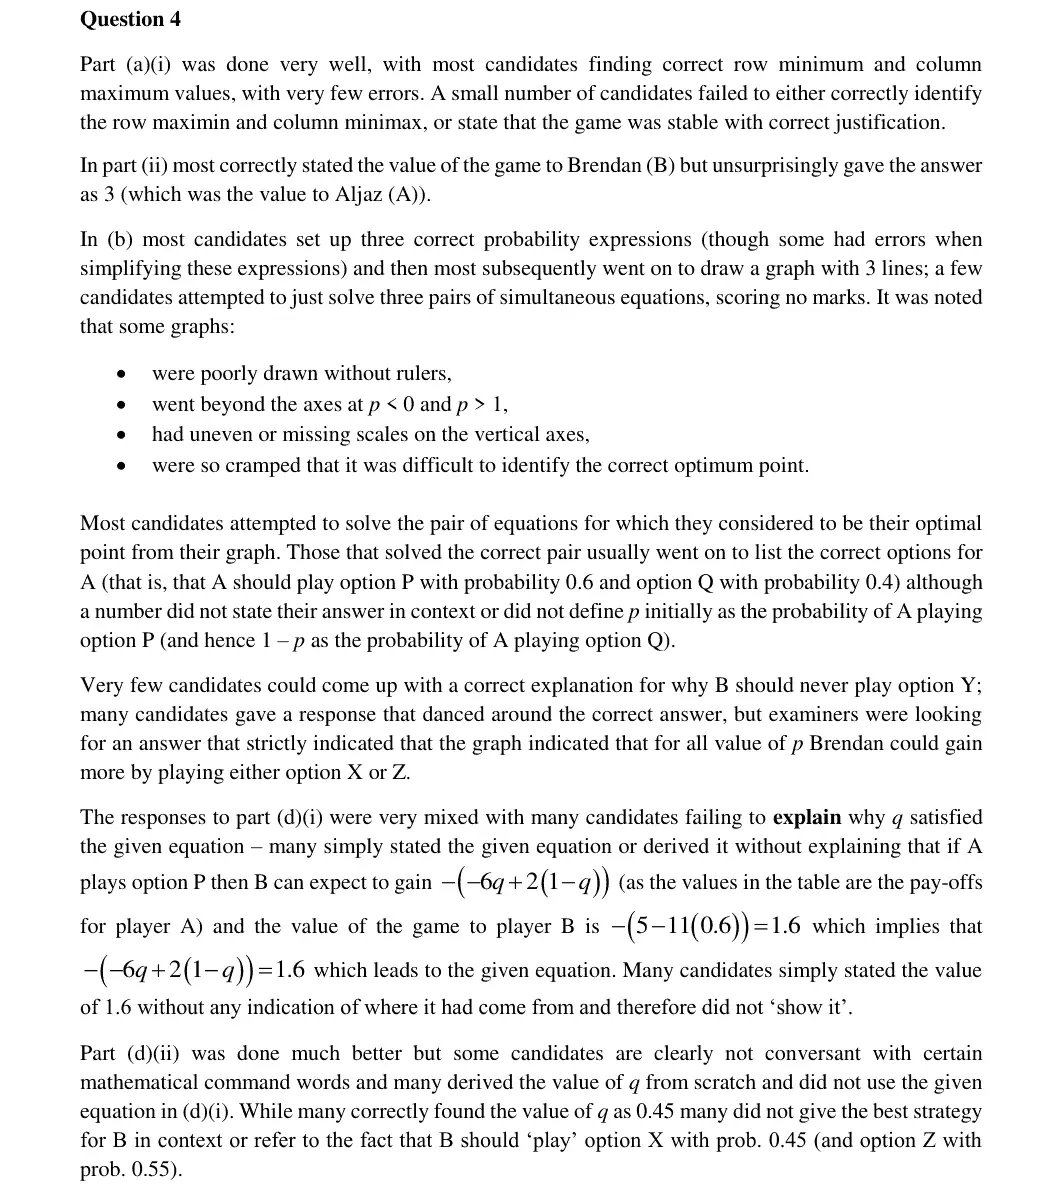 Question 4
Part (a)(i) was done very well, with most candidates finding correct row minimum and column
maximum values, with very few errors. A small number of candidates failed to either correctly identify
the row maximin and column minimax, or state that the game was stable with correct justification.
In part (ii) most correctly stated the value of the game to Brendan (B) but unsurprisingly gave the answer
as 3 (which was the value to Aljaz (A)).
In (b) most candidates set up three correct probability expressions (though some had errors when
simplifying these expressions) and then most subsequently went on to draw a graph with 3 lines; a few
candidates attempted to just solve three pairs of simultaneous equations, scoring no marks. It was noted
that some graphs:
• were poorly drawn without rulers,
• went beyond the axes at p < 0 and p > 1,
• had uneven or missing scales on the vertical axes,
• were so cramped that it was difficult to identify the correct optimum point.
Most candidates attempted to solve the pair of equations for which they considered to be their optimal
point from their graph. Those that solved the correct pair usually went on to list the correct options for
A (that is, that A should play option P with probability 0.6 and option Q with probability 0.4) although
a number did not state their answer in context or did not define p initially as the probability of A playing
option P (and hence 1 – p as the probability of A playing option Q).
Very few candidates could come up with a correct explanation for why B should never play option Y;
many candidates gave a response that danced around the correct answer, but examiners were looking
for an answer that strictly indicated that the graph indicated that for all value of p Brendan could gain
more by playing either option X or Z.
The responses to part (d)(i) were very mixed with many candidates failing to explain why q satisfied
the given equation – many simply stated the given equation or derived it without explaining that if A
plays option P then B can expect to gain −(−6q+2(1−q)) (as the values in the table are the pay-offs
for player A) and the value of the game to player B is −(5−11(0.6))=1.6 which implies that
−(−6q+2(1−q))=1.6 which leads to the given equation. Many candidates simply stated the value
of 1.6 without any indication of where it had come from and therefore did not ‘show it’.
Part (d)(ii) was done much better but some candidates are clearly not conversant with certain
mathematical command words and many derived the value of q from scratch and did not use the given
equation in (d)(i). While many correctly found the value of q as 0.45 many did not give the best strategy
for B in context or refer to the fact that B should ‘play’ option X with prob. 0.45 (and option Z with
prob. 0.55).